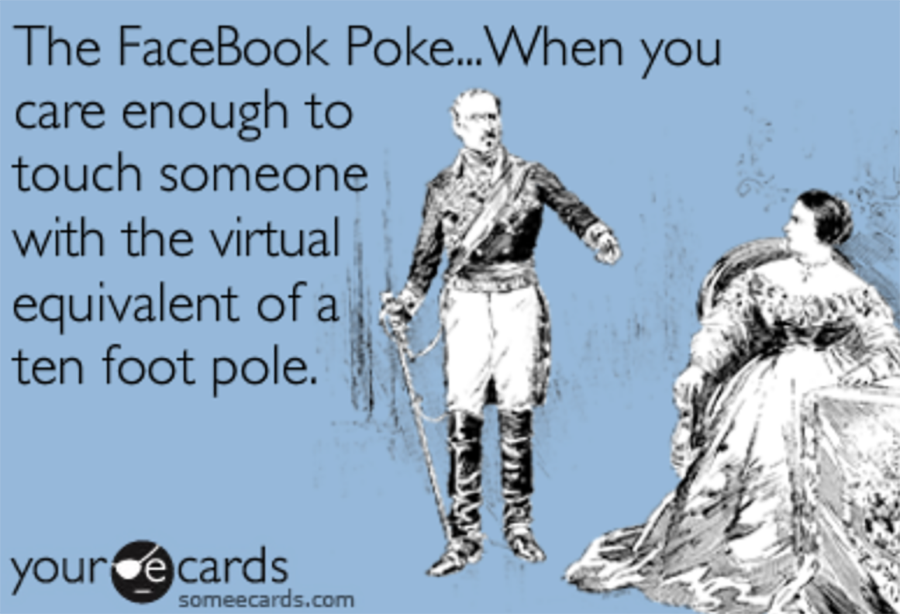 The FaceBook Poke...When you
care enough to
touch someone
with the virtual
equivalent of a
ten foot pole.
your e cards
someecards.com